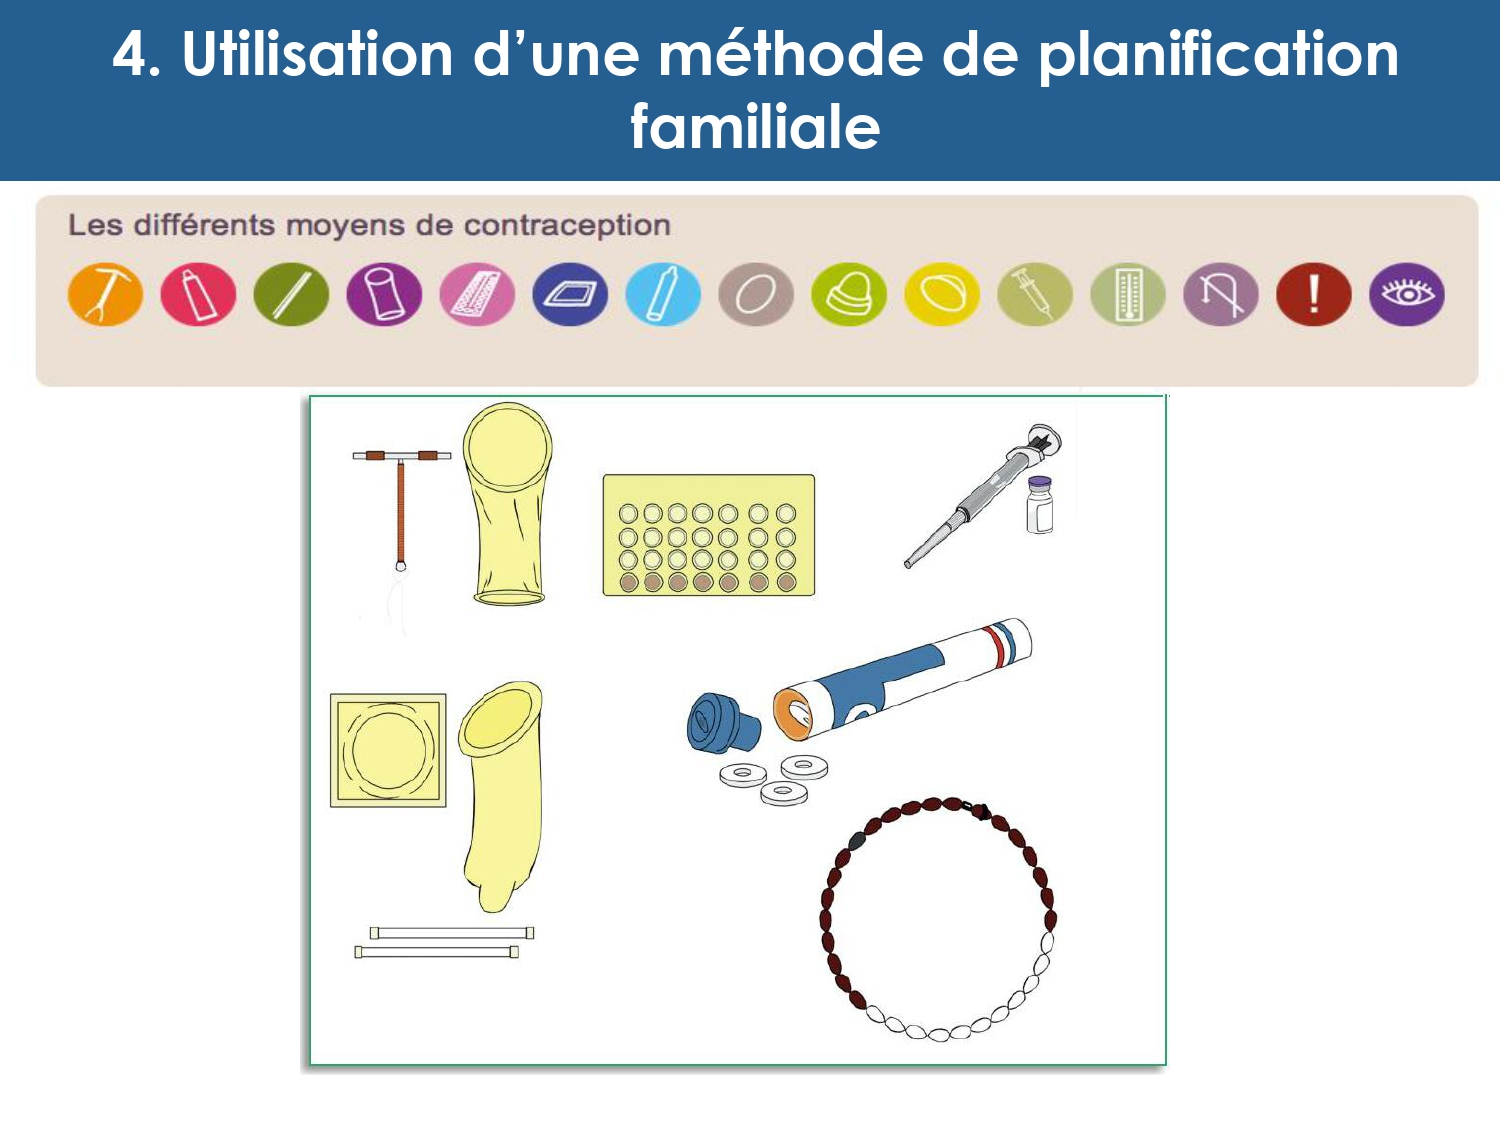 4. Utilisation d’une méthode de planification
familiale
Les différents moyens de contraception